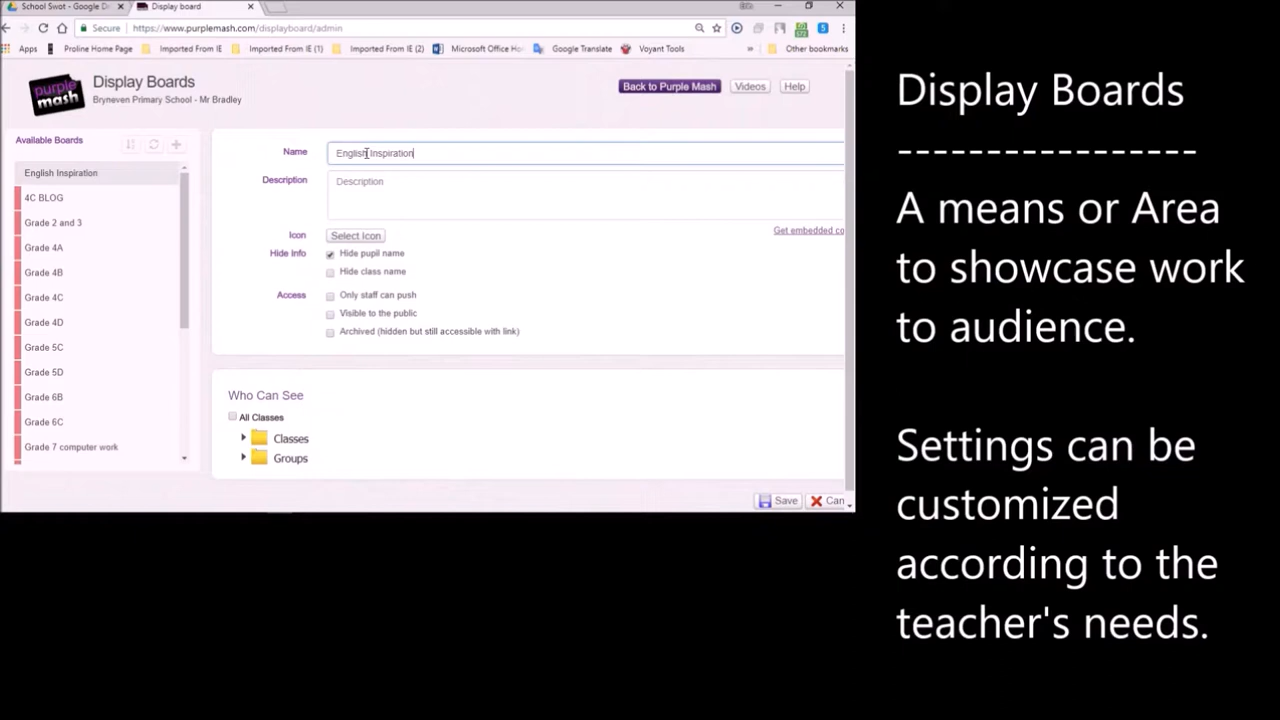 School Swot - Google D
Display board
Secure
https://www.purplemash.com/displayboard/admin
Apps
Proline Home Page
Imported From IE
Imported From IE (1)
Imported From IE (2)
Microsoft Office Ho
Google Translate
Voyant Tools
»
Other bookmarks
purple
mash
Display Boards
Bryneven Primary School - Mr Bradley
Back to Purple Mash
Videos
Help
Available Boards
English Inspiration
4C BLOG
Grade 2 and 3
Grade 4A
Grade 4B
Grade 4C
Grade 4D
Grade 5C
Grade 5D
Grade 6B
Grade 6C
Grade 7 computer work
Name
English Inspiration
Description
Description
Icon
Select Icon
Get embedded co
Hide Info
Hide pupil name
Hide class name
Access
Only staff can push
Visible to the public
Archived (hidden but still accessible with link)
Who Can See
All Classes
Classes
Groups
Save
Can
Display Boards
-----------------
A means or Area
to showcase work
to audience.
Settings can be
customized
according to the
teacher's needs.